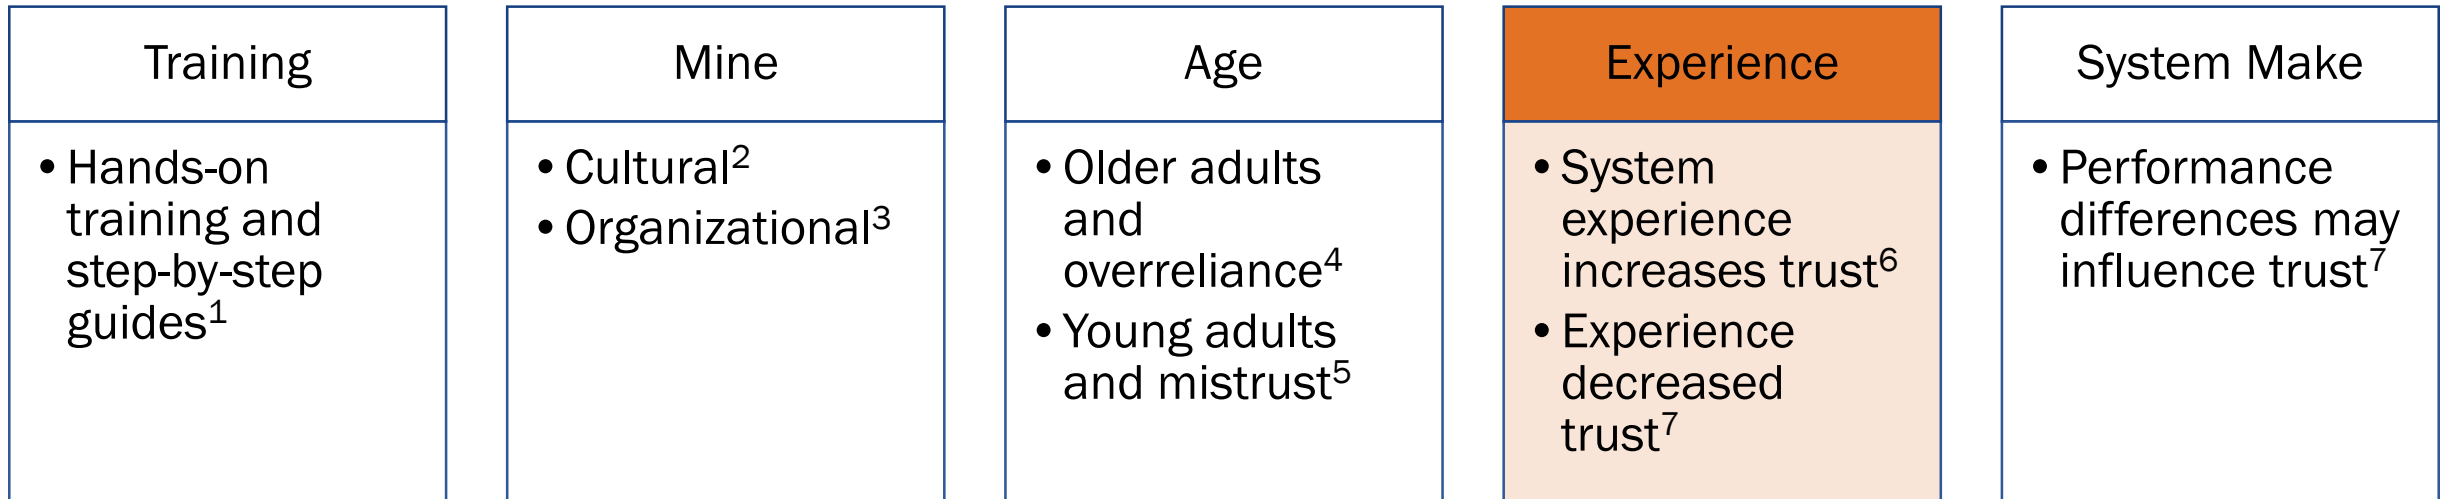 Training
• Hands-on
training and
step-by-step
guides¹
Mine
• Cultural²
• Organizational³
Age
• Older adults
and
overreliance⁴
• Young adults
and mistrust⁵
Experience
• System
experience
increases trust⁶
• Experience
decreased
trust⁷
System Make
• Performance
differences may
influence trust⁷